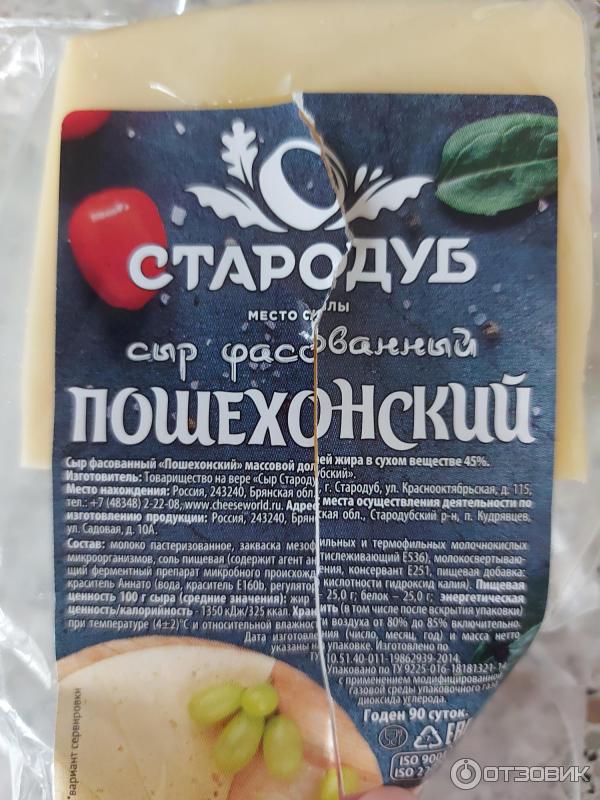 СТАРОДУБ
МЕСТО СИЛЫ
сыр фасованный
ПОШЕХОНСКИЙ
Сыр фасованный «Пошехонский» массовой долей жира в сухом веществе 45%.
Изготовитель: Товарищество на вере «Сыр Стародубский».
Место нахождения: Россия, 243240, Брянская обл., г. Стародуб, ул. Краснооктябрьская, д. 115,
тел.: +7 (48348) 2-22-08, www.cheeseworld.ru. Адрес места осуществления деятельности по
изготовлению продукции: Россия, 243240, Брянская обл., Стародубский р-н, п. Кудрявцев,
ул. Садовая, д. 10А.
Состав: молоко пастеризованное, закваска мезофильных и термофильных молочнокислых
микроорганизмов, соль пищевая (содержит агент антислеживающий Е536), молокосвертываю-
щий ферментный препарат микробного происхождения, консервант Е251, пищевая добавка:
краситель Аннато (вода, краситель Е160b), регулятор кислотности гидроксид калия). Пищевая
ценность 100 г сыра (средние значения): жир - 25,0 г; белок – 25,0 г; энергетическая
ценность/калорийность - 1350 кДж/325 ккал. Хранить (в том числе после вскрытия упаковки)
при температуре (4±2)°С и относительной влажности воздуха от 80% до 85% включительно.
Дата изготовления (число, месяц, год) и масса нетто
указаны на упаковке. Изготовлено по
ТУ 10.51.40-011-19862939-2014.
Упаковано по ТУ 9225-016-18181321-14
с применением модифицированной
газовой среды упаковочного газа
диоксида углерода.
Годен 90 суток.
ISO
ISO
*вариант сервировки
ОТЗОВИК